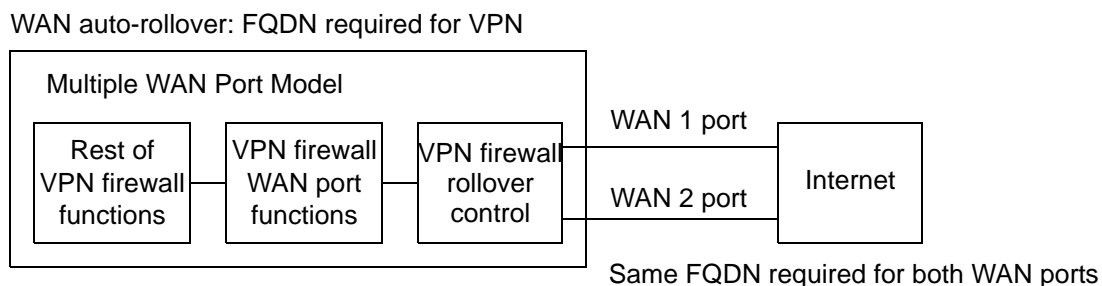 WAN auto-rollover: FQDN required for VPN
Multiple WAN Port Model
Rest of
VPN firewall
functions
VPN firewall
WAN port
functions
VPN firewall
rollover
control
WAN 1 port
WAN 2 port
Internet
Same FQDN required for both WAN ports